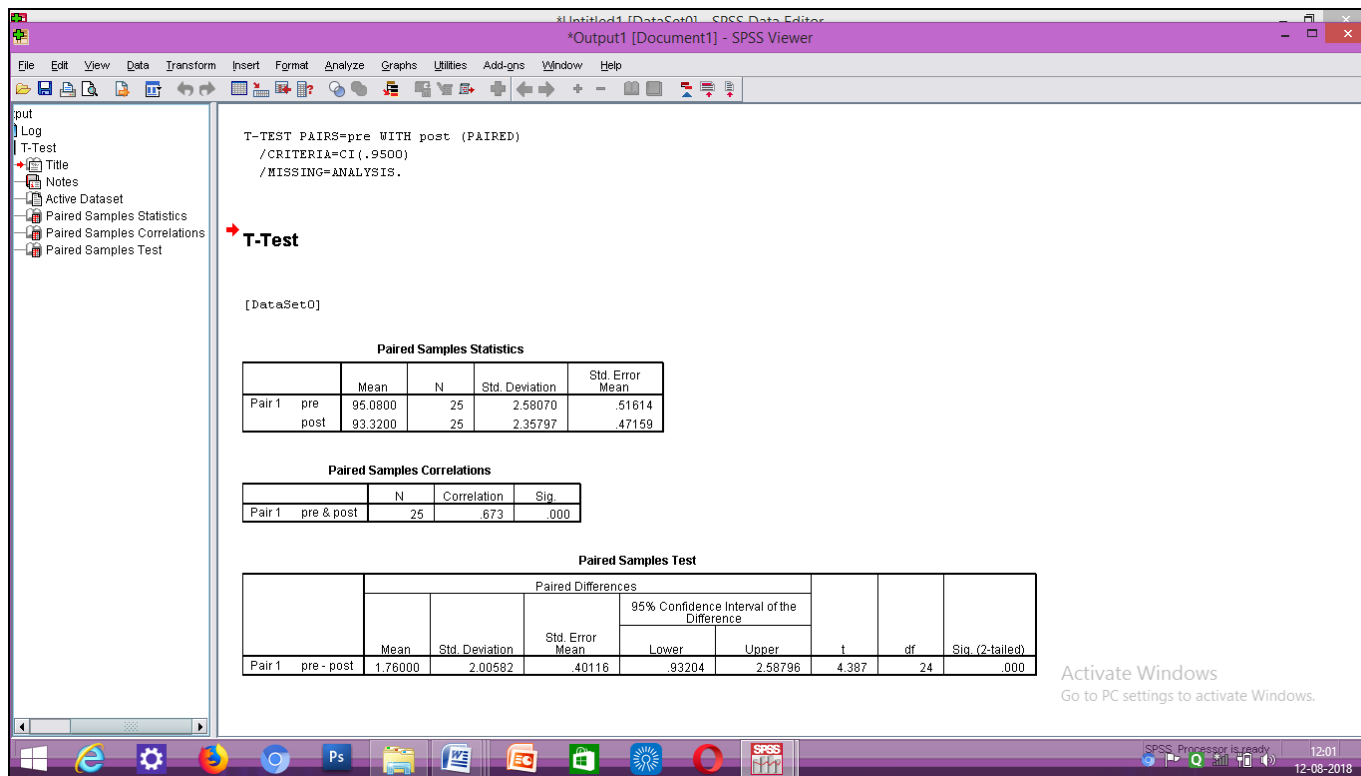 *Untitled1 [DataSet0] - SPSS Data Editor
*Output1 [Document1] - SPSS Viewer
File Edit View Data Transform Insert Format Analyze Graphs Utilities Add-ons Window Help
put
Log
T-Test
Title
Notes
Active Dataset
Paired Samples Statistics
Paired Samples Correlations
Paired Samples Test
T-TEST PAIRS=pre WITH post (PAIRED)
/CRITERIA=CI(.9500)
/MISSING=ANALYSIS.
T-Test
[DataSet0]
Paired Samples Statistics
Mean N Std. Deviation Std. Error Mean
Pair 1 pre 95.0800 25 2.58070 .51614
post 93.3200 25 2.35797 .47159
Paired Samples Correlations
N Correlation Sig.
Pair 1 pre & post 25 .673 .000
Paired Samples Test
Paired Differences
95% Confidence Interval of the Difference
Mean Std. Deviation Std. Error Mean Lower Upper t df Sig. (2-tailed)
Pair 1 pre - post 1.76000 2.00582 .40116 .93204 2.58796 4.387 24 .000
Activate Windows
Go to PC settings to activate Windows.
Ps
SPSS
SPSS Processor is ready
12:01
12-08-2018